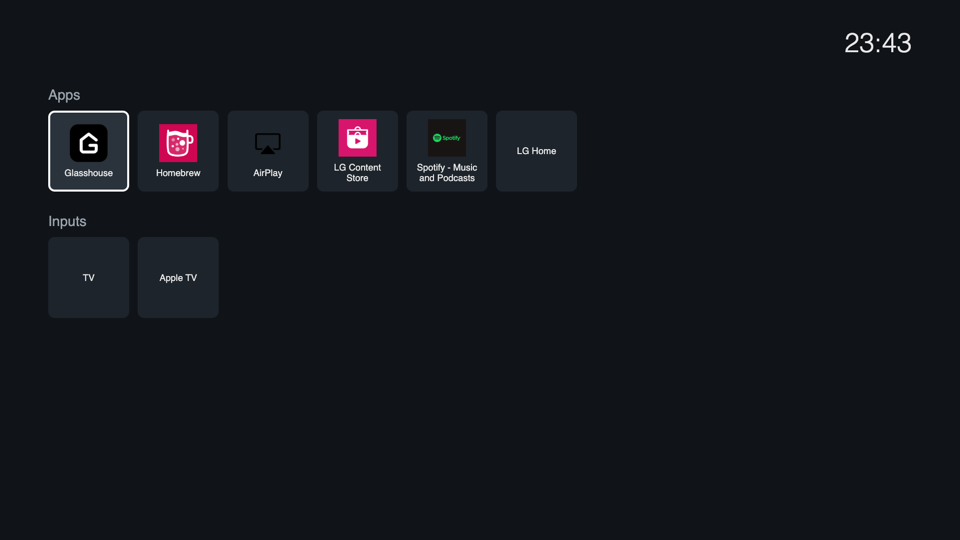 23:43
Apps
Glasshouse
Homebrew
AirPlay
LG Content
Store
Spotify
Spotify - Music
and Podcasts
LG Home
Inputs
TV
Apple TV